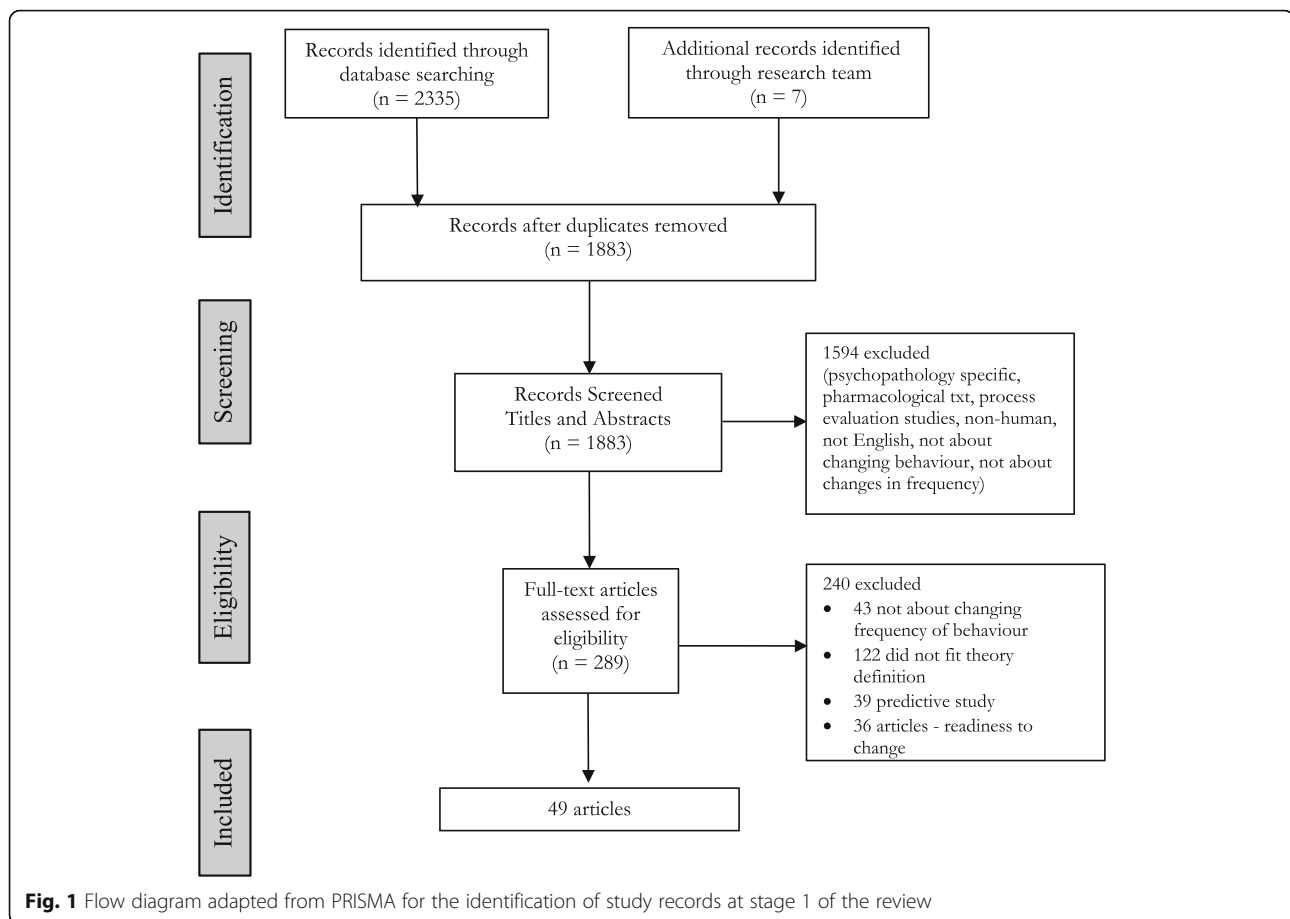 Identification
Records identified through
database searching
(n = 2335)
Additional records identified
through research team
(n = 7)
Records after duplicates removed
(n = 1883)
Screening
Records Screened
Titles and Abstracts
(n = 1883)
1594 excluded
(psychopathology specific,
pharmacological txt, process
evaluation studies, non-human,
not English, not about
changing behaviour, not about
changes in frequency)
Eligibility
Full-text articles
assessed for
eligibility
(n = 289)
240 excluded
• 43 not about changing
frequency of behaviour
• 122 did not fit theory
definition
• 39 predictive study
• 36 articles - readiness to
change
Included
49 articles
Fig. 1 Flow diagram adapted from PRISMA for the identification of study records at stage 1 of the review